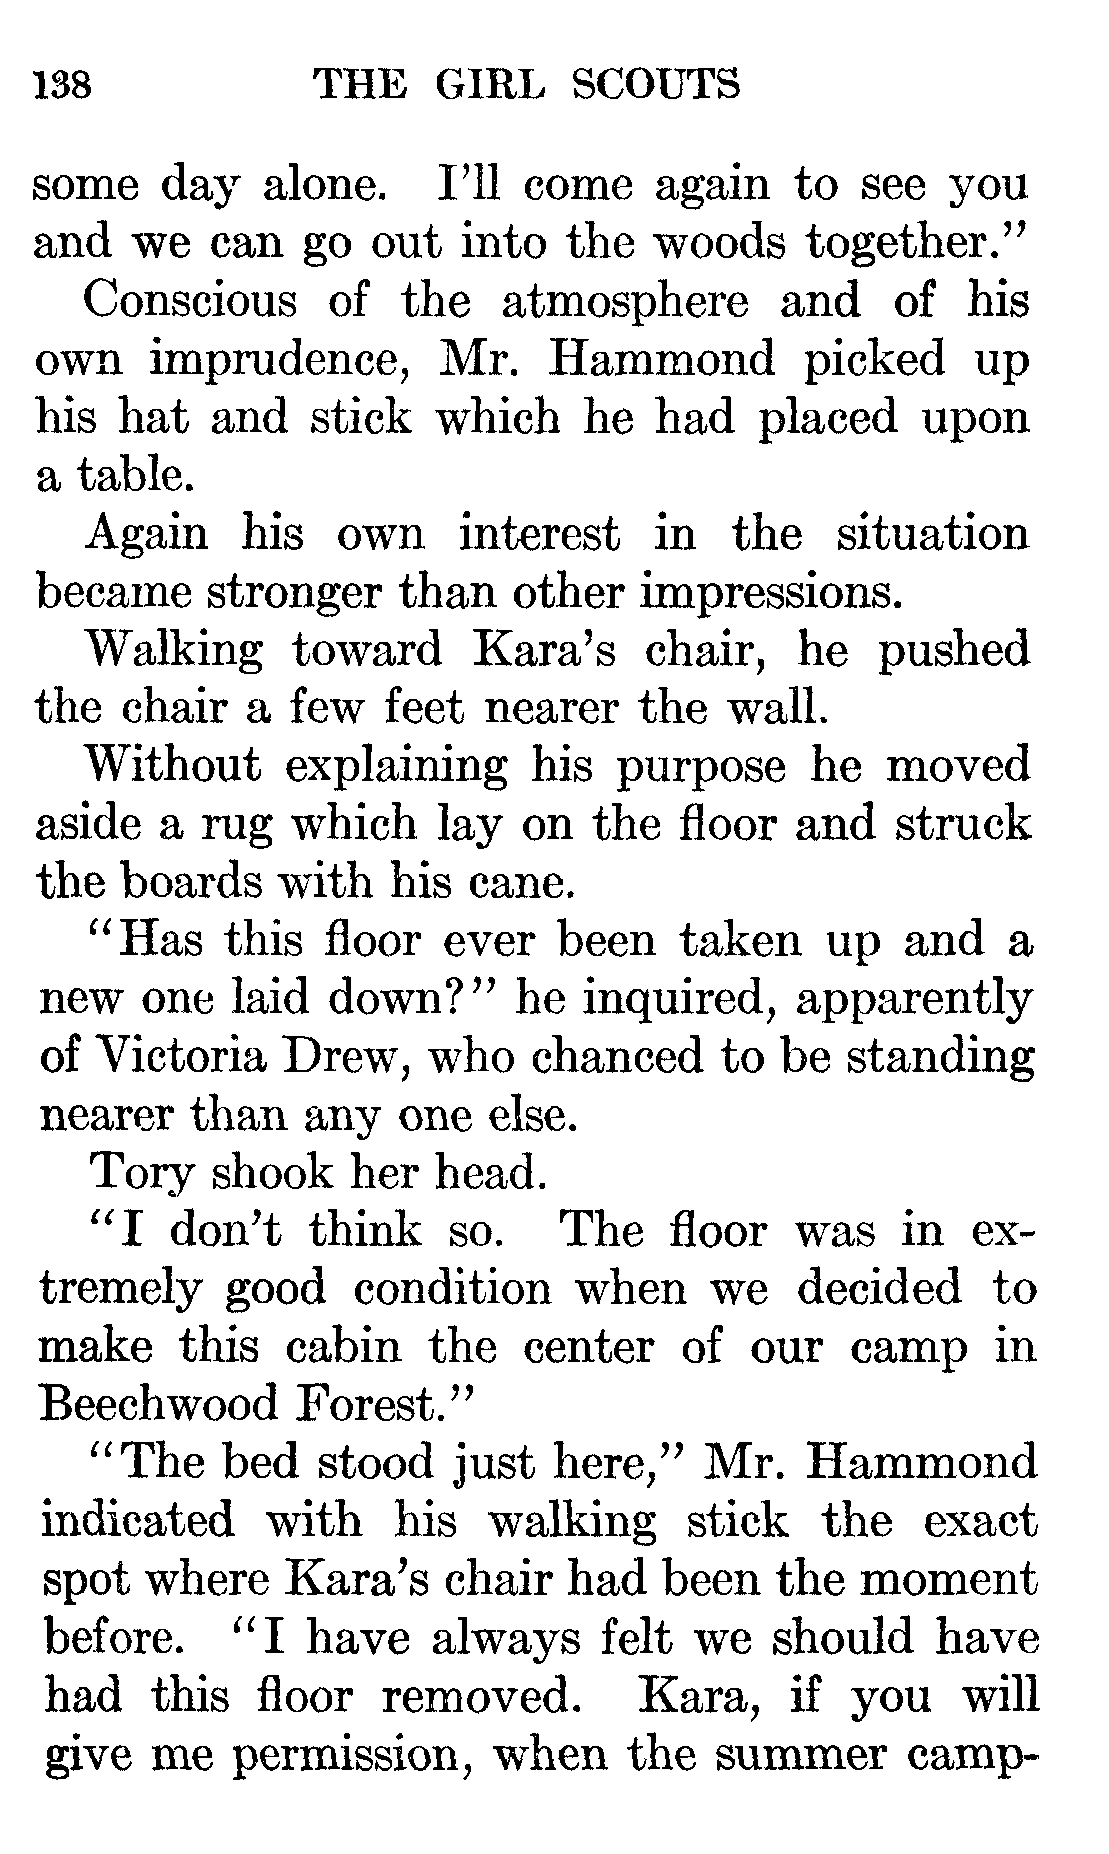 138 THE GIRL SCOUTS
some day alone. I'll come again to see you
and we can go out into the woods together."
Conscious of the atmosphere and of his
own imprudence, Mr. Hammond picked up
his hat and stick which he had placed upon
a table.
Again his own interest in the situation
became stronger than other impressions.
Walking toward Kara's chair, he pushed
the chair a few feet nearer the wall.
Without explaining his purpose he moved
aside a rug which lay on the floor and struck
the boards with his cane.
"Has this floor ever been taken up and a
new one laid down?" he inquired, apparently
of Victoria Drew, who chanced to be standing
nearer than any one else.
Tory shook her head.
"I don't think so. The floor was in ex-
tremely good condition when we decided to
make this cabin the center of our camp in
Beechwood Forest."
"The bed stood just here," Mr. Hammond
indicated with his walking stick the exact
spot where Kara's chair had been the moment
before. "I have always felt we should have
had this floor removed. Kara, if you will
give me permission, when the summer camp-